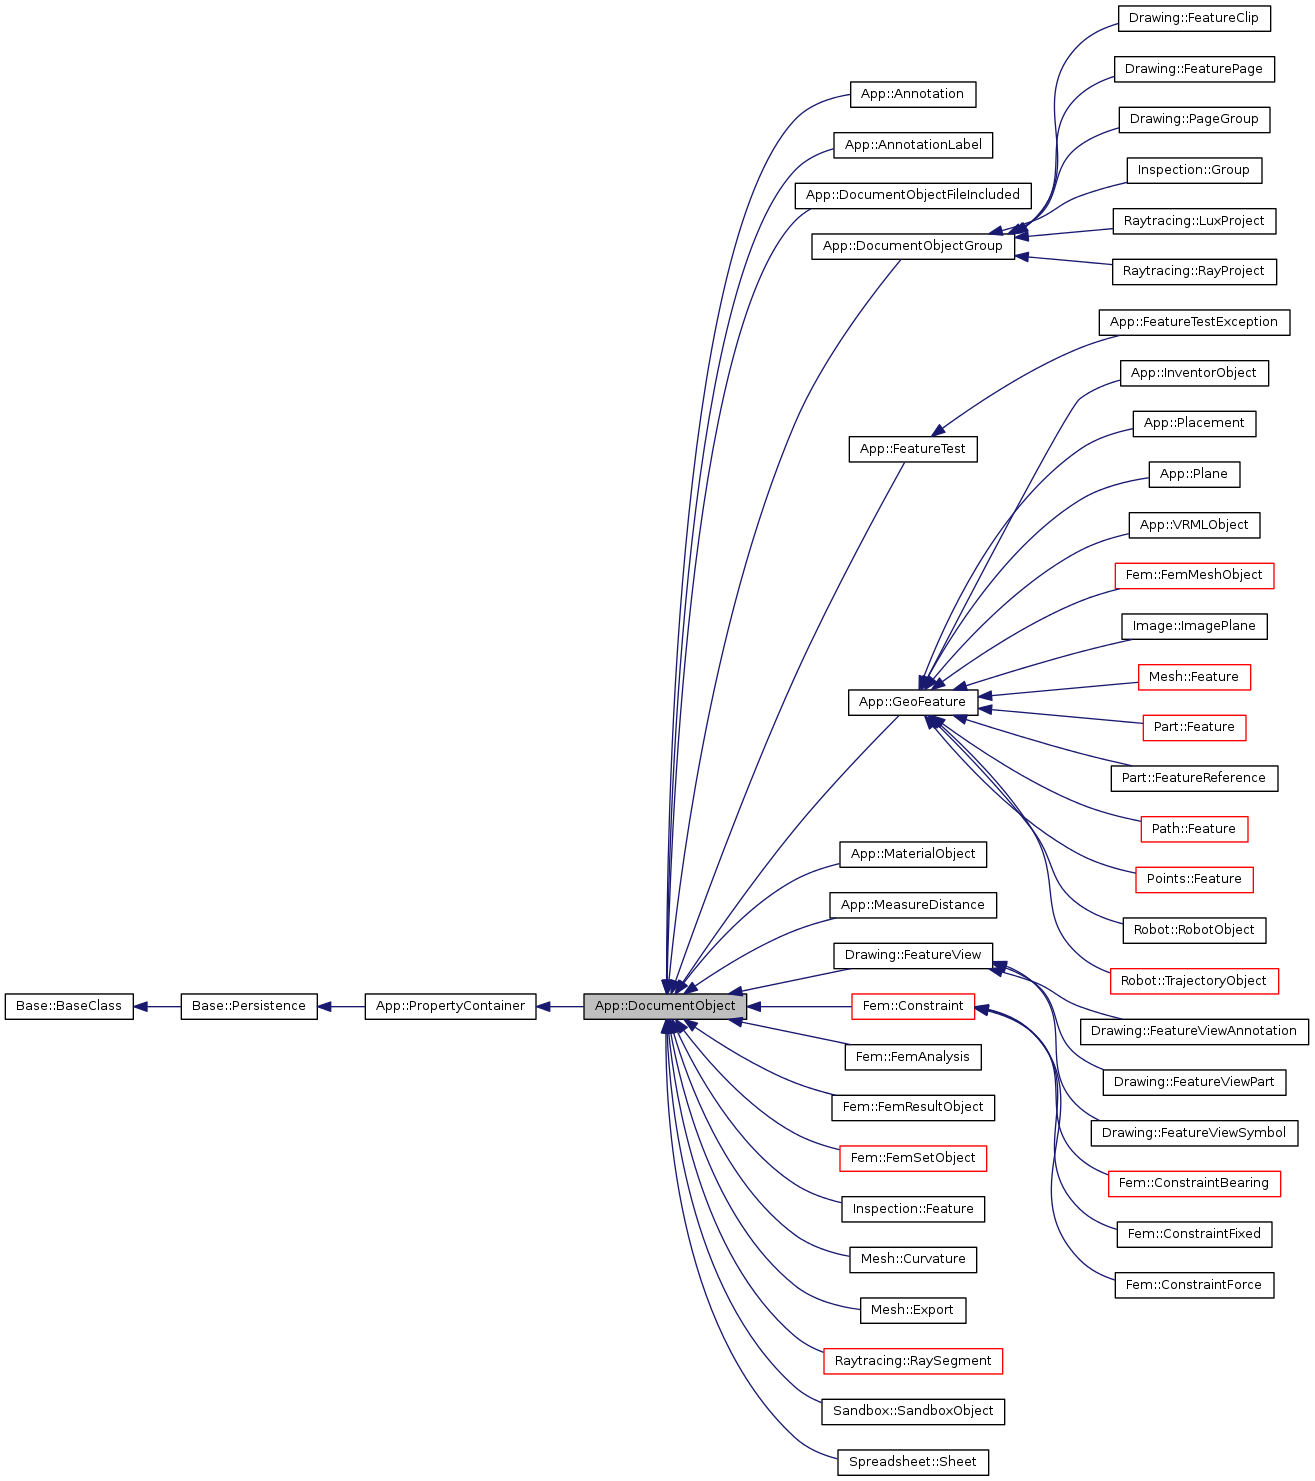 Drawing::FeatureClip
Drawing::FeaturePage
App::Annotation
Drawing::PageGroup
App::AnnotationLabel
Inspection::Group
App::DocumentObjectFileIncluded
Raytracing::LuxProject
App::DocumentObjectGroup
Raytracing::RayProject
App::FeatureTestException
App::InventorObject
App::Placement
App::FeatureTest
App::Plane
App::VRMLObject
Fem::FemMeshObject
Image::ImagePlane
Mesh::Feature
App::GeoFeature
Part::Feature
Part::FeatureReference
Path::Feature
App::MaterialObject
Points::Feature
App::MeasureDistance
Robot::RobotObject
Drawing::FeatureView
Robot::TrajectoryObject
Base::BaseClass
Base::Persistence
App::PropertyContainer
App::DocumentObject
Fem::Constraint
Drawing::FeatureViewAnnotation
Fem::FemAnalysis
Drawing::FeatureViewPart
Fem::FemResultObject
Drawing::FeatureViewSymbol
Fem::FemSetObject
Fem::ConstraintBearing
Inspection::Feature
Fem::ConstraintFixed
Mesh::Curvature
Fem::ConstraintForce
Mesh::Export
Raytracing::RaySegment
Sandbox::SandboxObject
Spreadsheet::Sheet